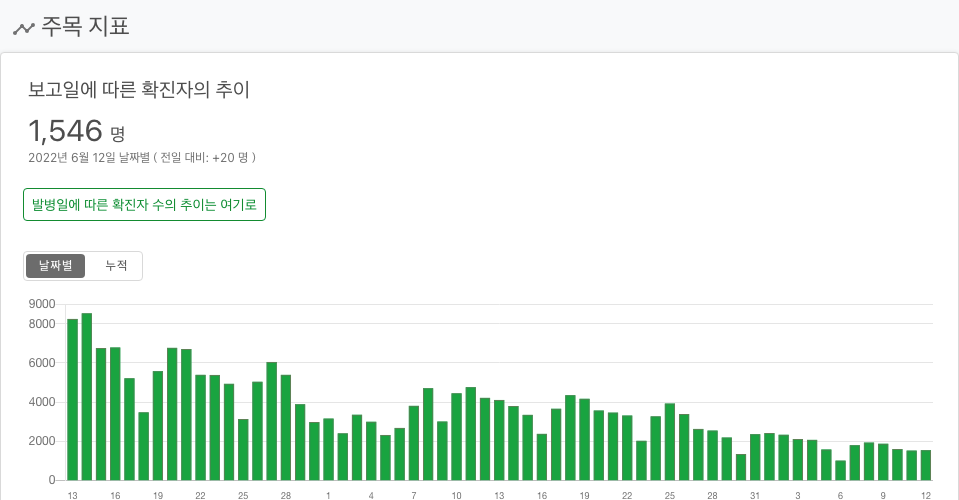 주목 지표
보고일에 따른 확진자의 추이
1,546 명
2022년 6월 12일 날짜별 ( 전일 대비: +20 명 )
발병일에 따른 확진자 수의 추이는 여기로
날짜별 누적
9000
8000
6000
4000
2000
0
13 16 19 22 25 28 1 4 7 10 13 16 19 22 25 28 31 3 6 9 12